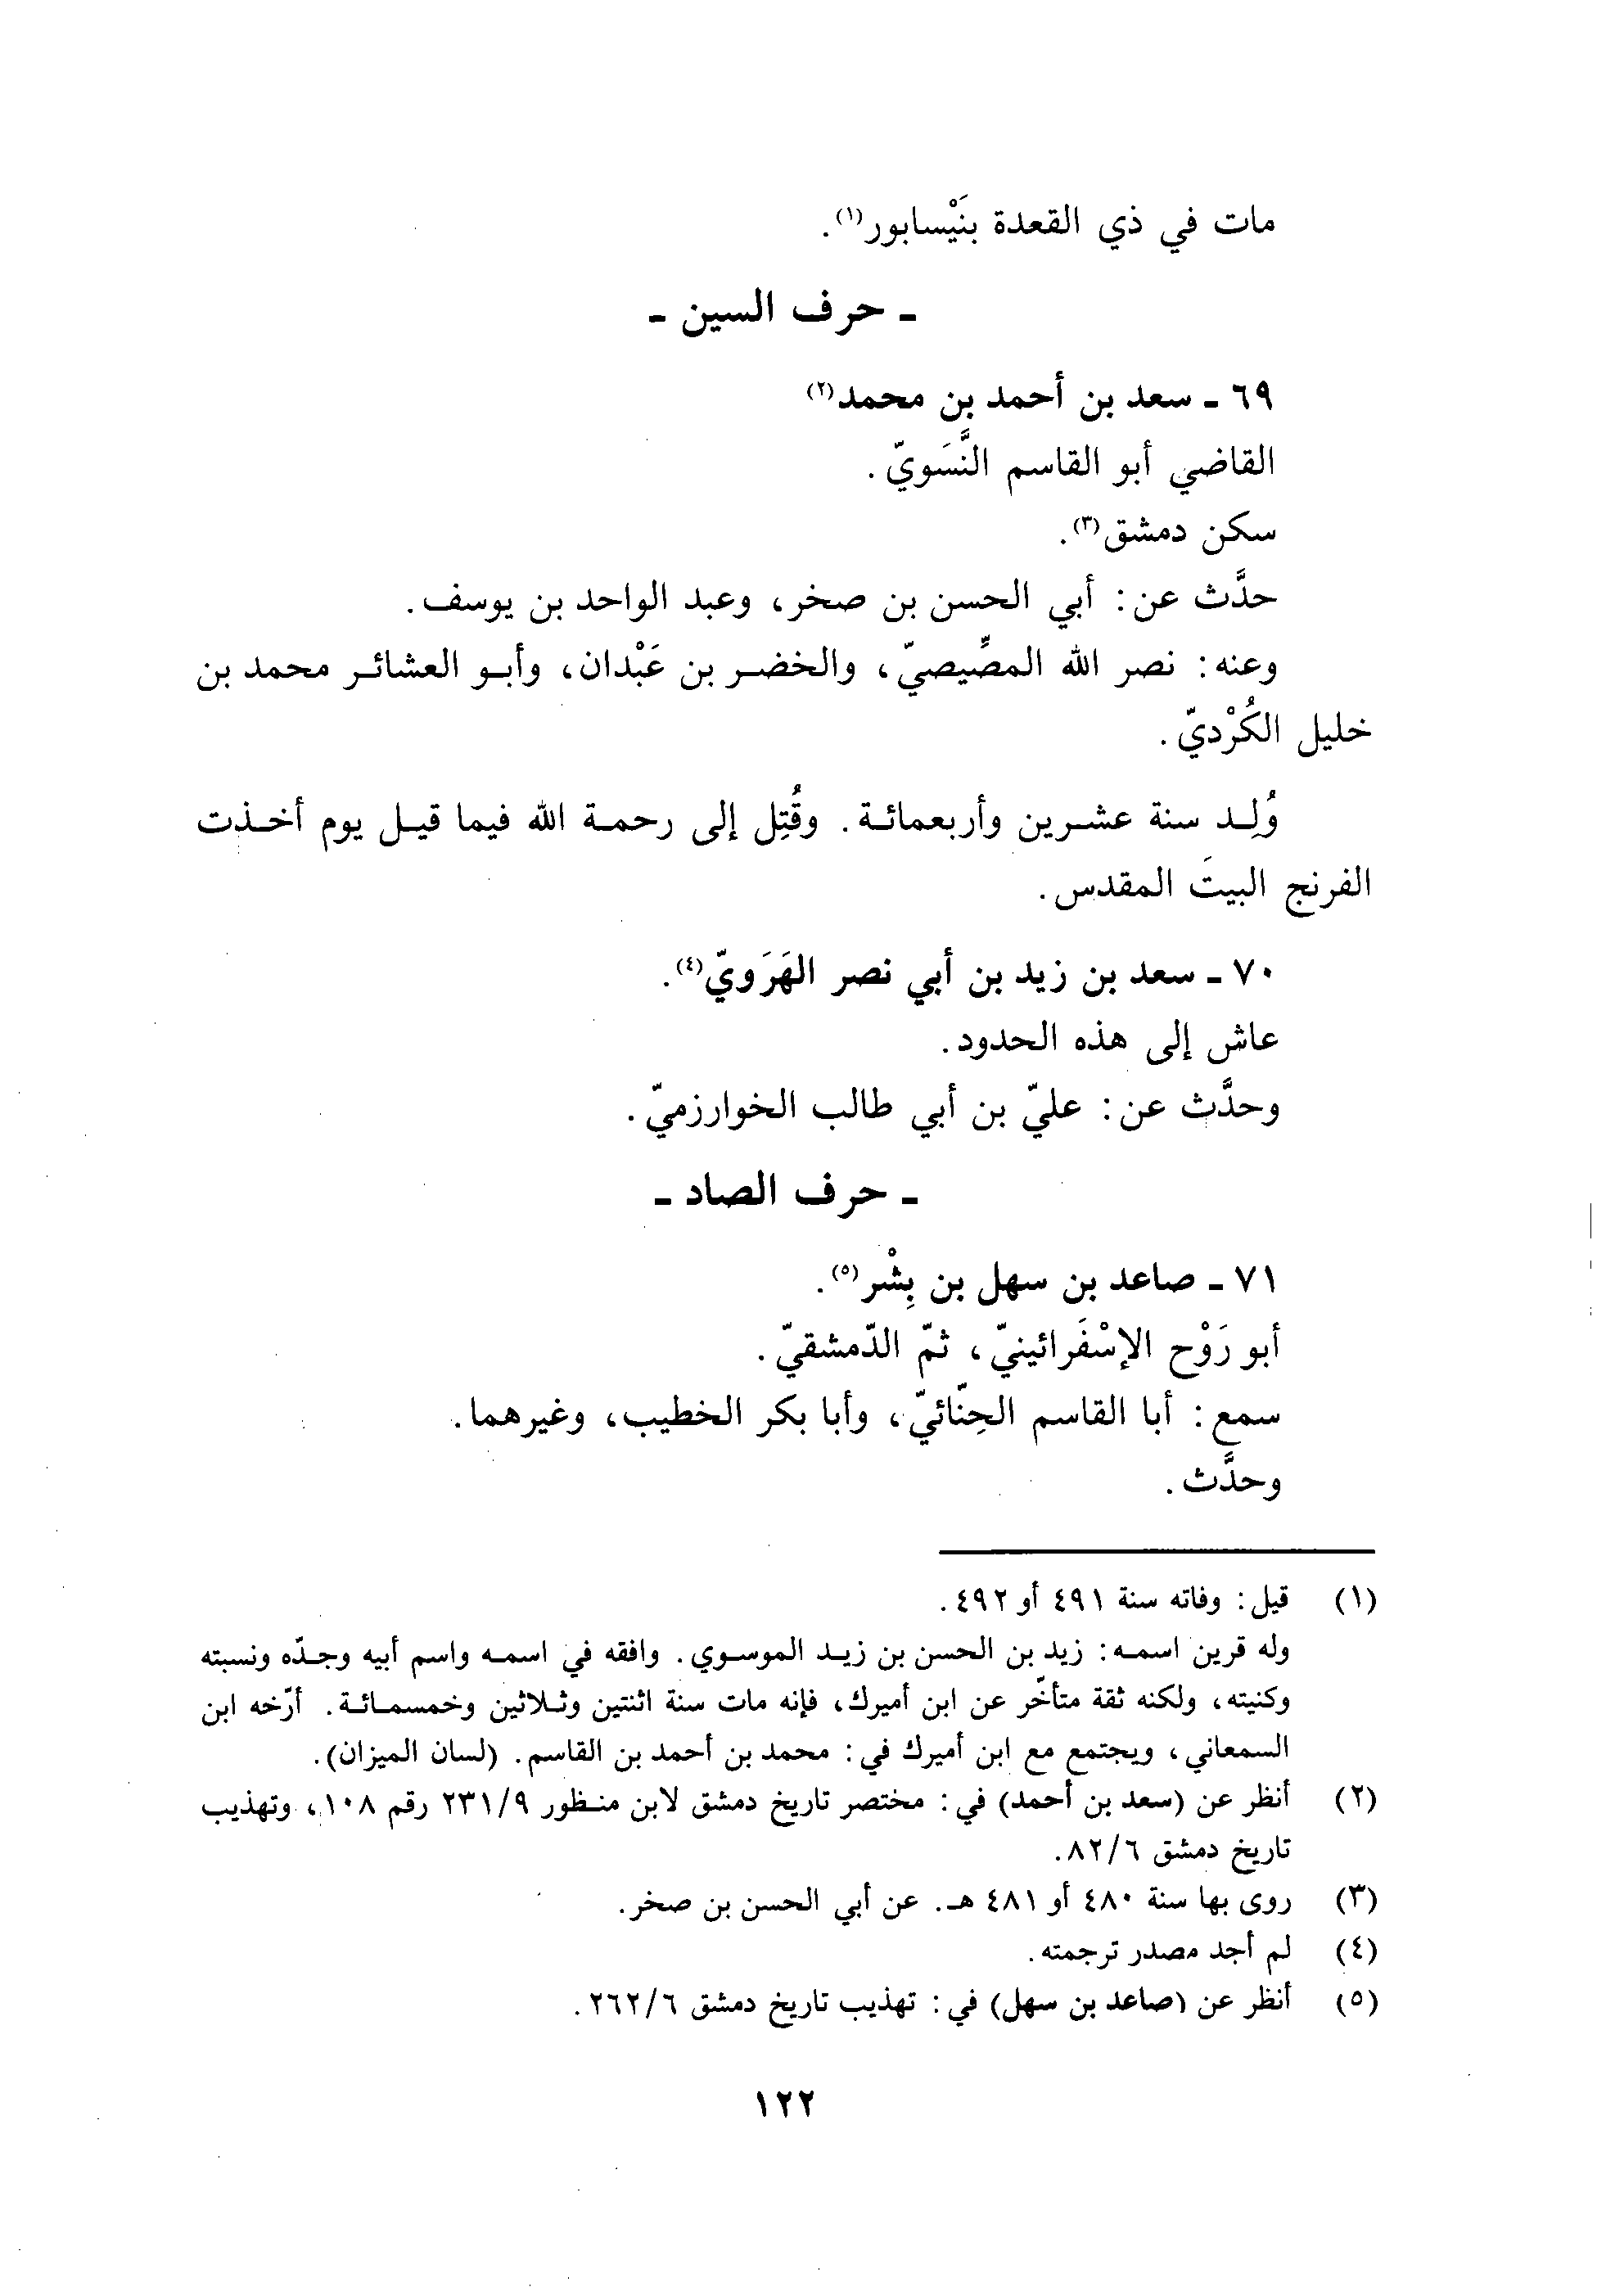 مات في ذي القعدة بنَيْسابور(١).
ـ حرف السين ـ
٦٩ ـ سعد بن أحمد بن محمد(٢)
القاضي أبو القاسم النَّسَويّ.
سكن دمشق(٣).
حدَّث عن: أبي الحسن بن صخر، وعبد الواحد بن يوسف.
وعنه: نصر الله المصِّيصيّ، والخضر بن عَبْدان، وأبو العشائر محمد بن
خليل الكُرْديّ.
وُلِد سنة عشرين وأربعمائة. وقُتِل إلى رحمة الله فيما قيل يوم أخذت
الفرنج البيتَ المقدس.
٧٠ ـ سعد بن زيد بن أبي نصر الهَرَويّ(٤).
عاش إلى هذه الحدود.
وحدَّث عن: عليّ بن أبي طالب الخوارزميّ.
ـ حرف الصاد ـ
٧١ ـ صاعد بن سهل بن بِشْر(٥).
أبو رَوْح الإسْفَرائينيّ، ثمّ الدّمشقيّ.
سمع: أبا القاسم الحِنّائيّ، وأبا بكر الخطيب، وغيرهما.
وحدَّث.
(١) قيل: وفاته سنة ٤٩١ أو ٤٩٢.
وله قرين اسمه: زيد بن الحسن بن زيد الموسوي. وافقه في اسمه واسم أبيه وجدّه ونسبته
وكنيته، ولكنه ثقة متأخّر عن ابن أميرك، فإنه مات سنة اثنتين وثلاثين وخمسمائة. أرّخه ابن
السمعاني، ويجتمع مع ابن أميرك في: محمد بن أحمد بن القاسم. (لسان الميزان).
(٢) أنظر عن (سعد بن أحمد) في: مختصر تاريخ دمشق لابن منظور ٢٣١/٩ رقم ١٠٨، وتهذيب
تاريخ دمشق ٨٢/٦.
(٣) روى بها سنة ٤٨٠ أو ٤٨١ هـ. عن أبي الحسن بن صخر.
(٤) لم أجد مصدر ترجمته.
(٥) أنظر عن (صاعد بن سهل) في: تهذيب تاريخ دمشق ٢٦٢/٦.
١٢٢